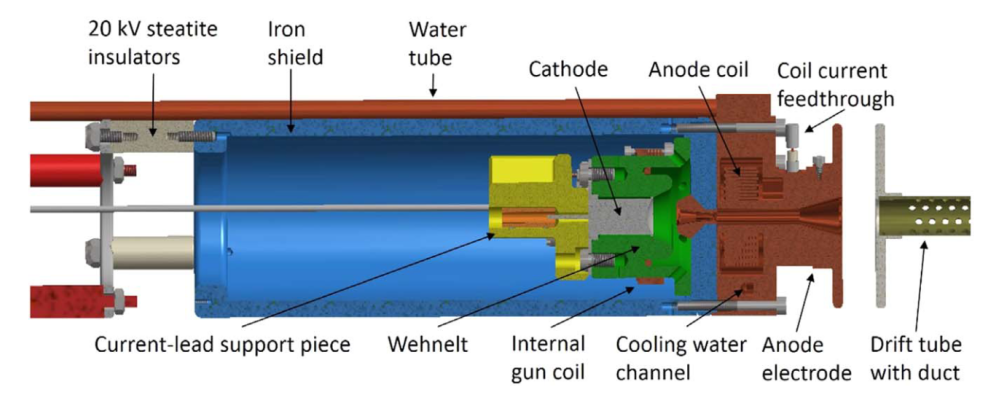 20 kV steatite
insulators
Iron
shield
Water
tube
Cathode
Anode coil
Coil current
feedthrough
Current-lead support piece
Wehnelt
Internal
gun coil
Cooling water
channel
Anode
electrode
Drift tube
with duct